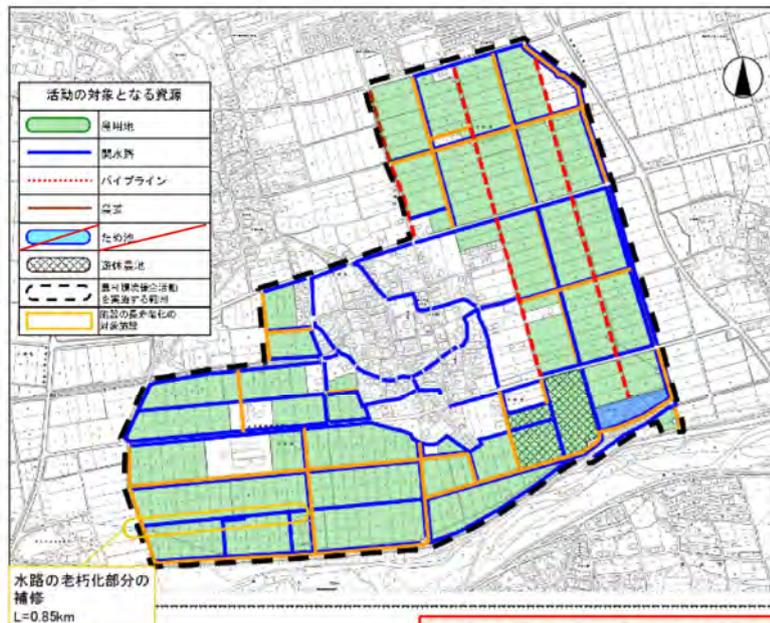 活動の対象となる資源
農用地
開水路
パイプライン
農道
ため池
遊休農地
農村環境保全活動
を実施する範囲
施設の長寿命化の
対象施設
水路の老朽化部分の
補修
L=0.85km